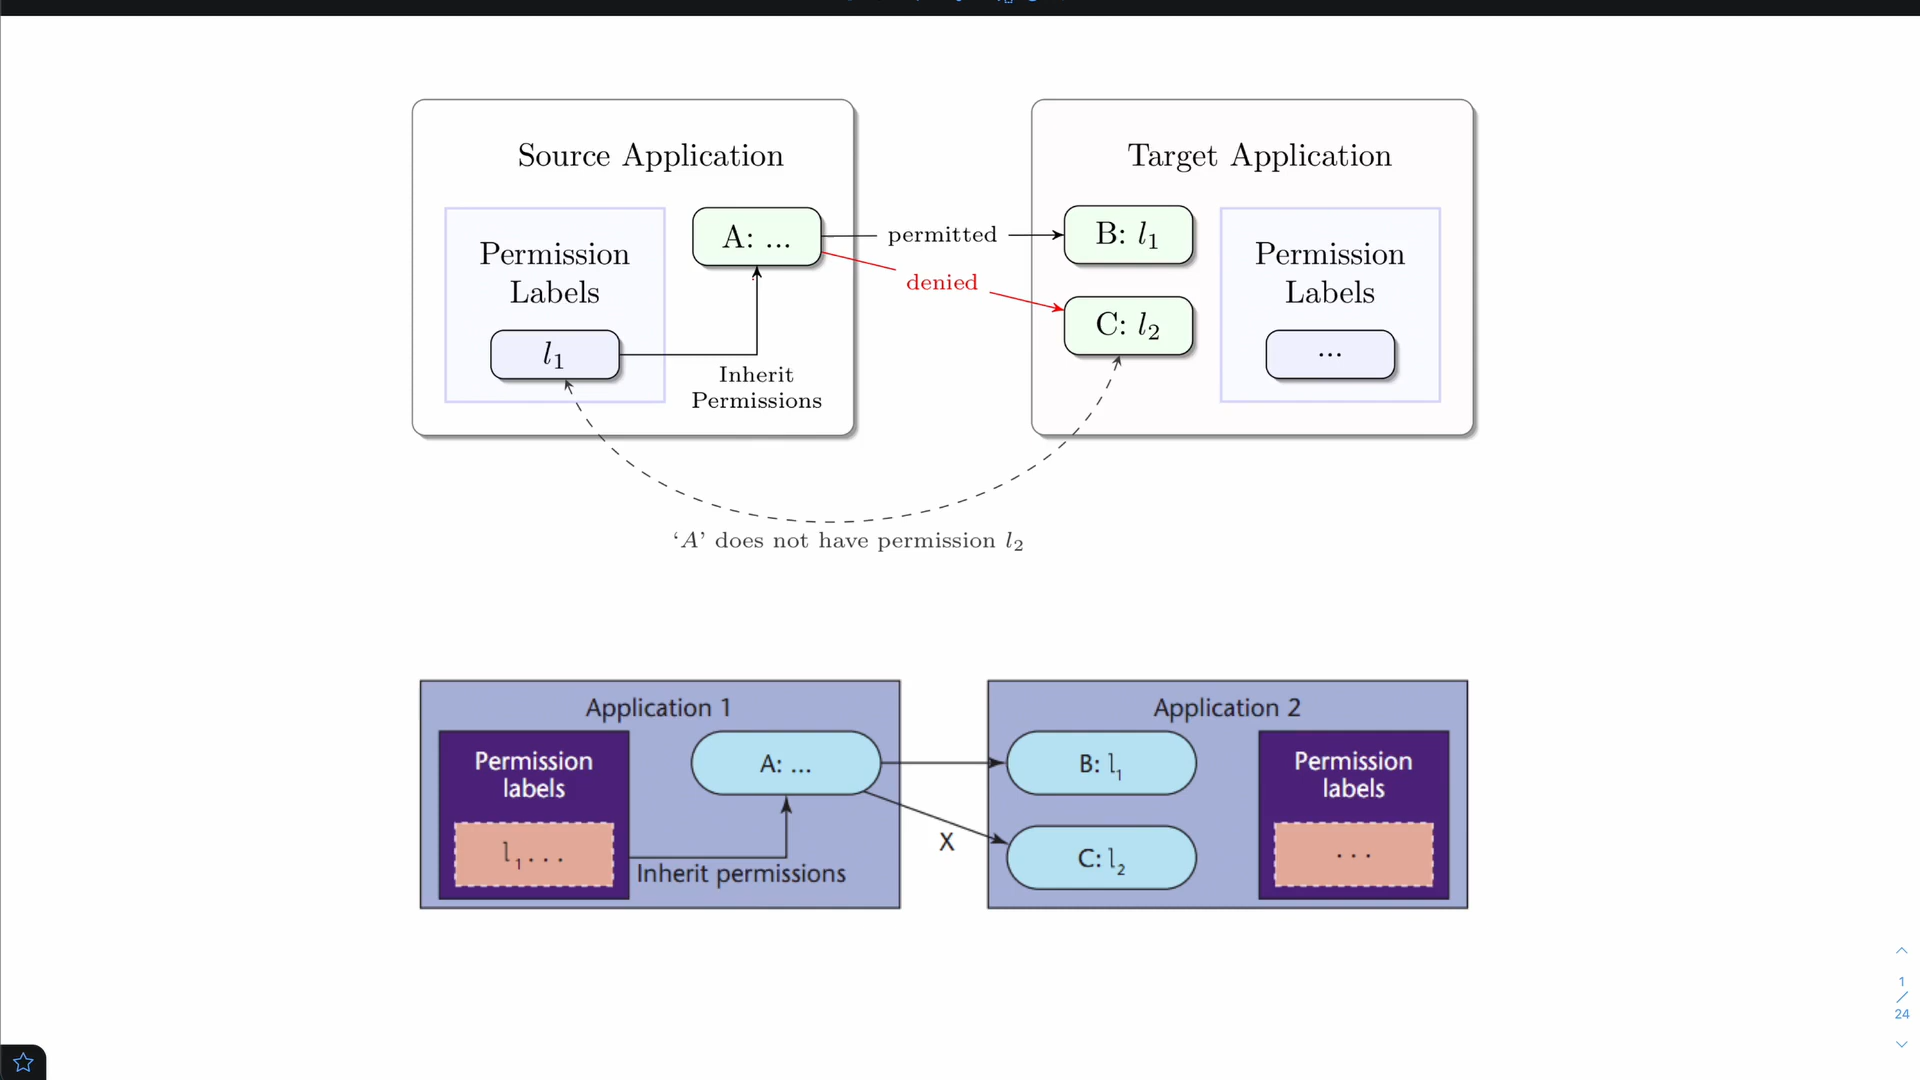 Source Application
Target Application
Permission
Labels
l₁
A: ...
Inherit
Permissions
permitted
denied
B: l₁
C: l₂
Permission
Labels
...
‘A’ does not have permission l₂
Application 1
Permission
labels
l₁ . . .
A: ...
Inherit permissions
X
Application 2
B: l₁
C: l₂
Permission
labels
. . .
1
/
24